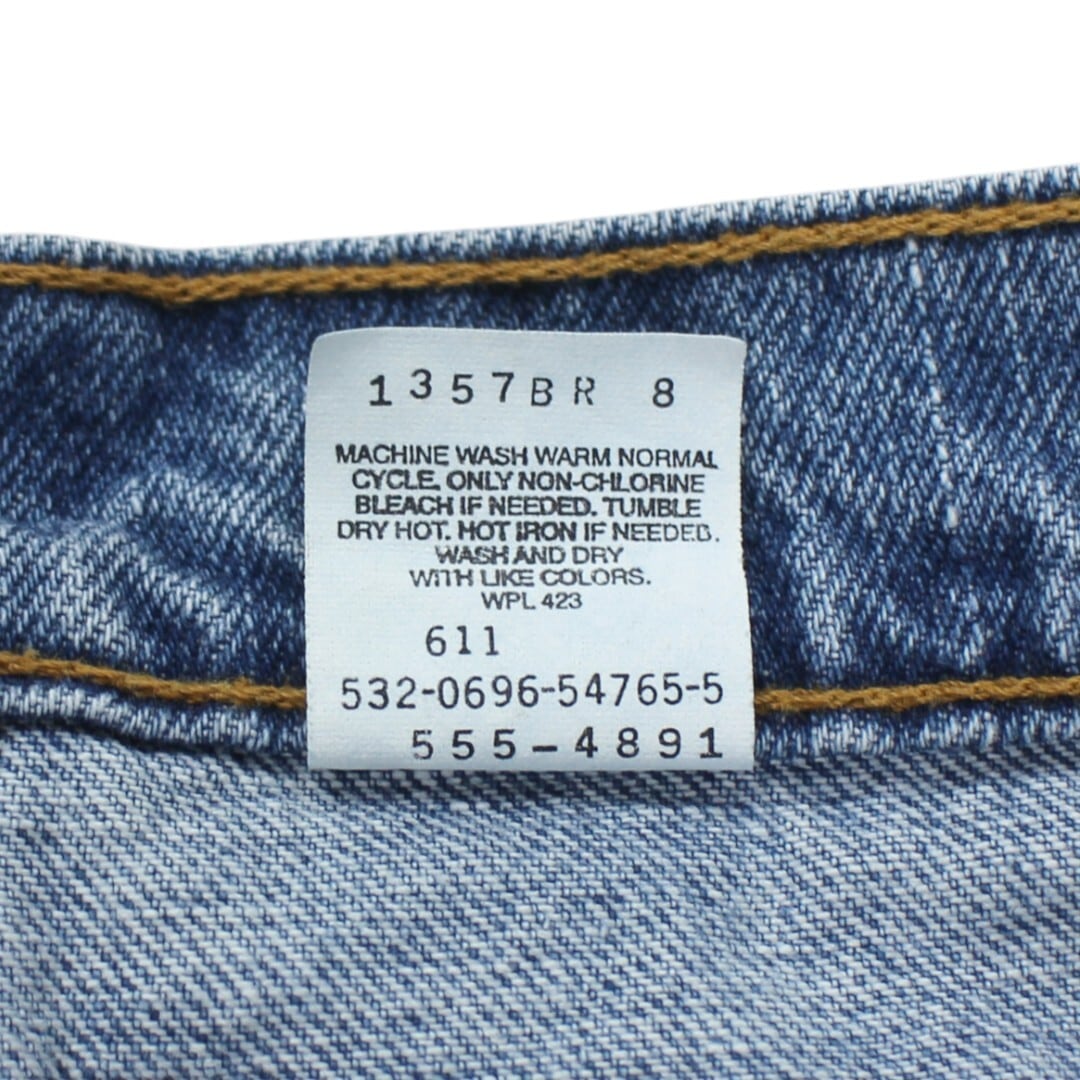 1357BR 8
MACHINE WASH WARM NORMAL
CYCLE. ONLY NON-CHLORINE
BLEACH IF NEEDED. TUMBLE
DRY HOT. HOT IRON IF NEEDED.
WASH AND DRY
WITH LIKE COLORS.
WPL 423
611
532-0696-54765-5
555-4891